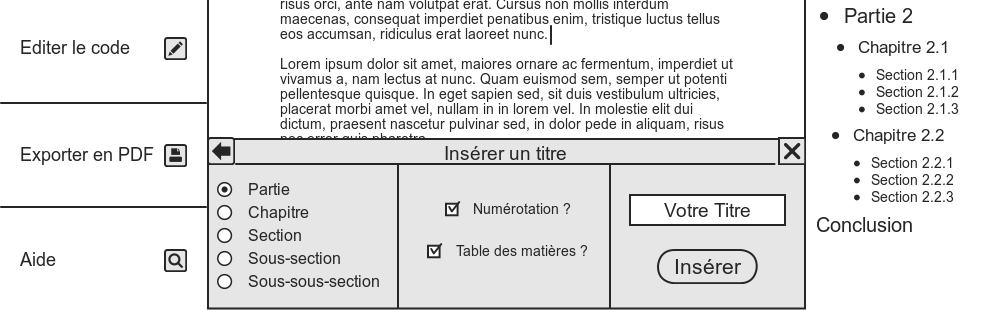 Editer le code
Exporter en PDF
Aide
risus orci, ante nam volutpat erat. Cursus non mollis interdum
maecenas, consequat imperdiet penatibus enim, tristique luctus tellus
eos accumsan, ridiculus erat laoreet nunc.
Lorem ipsum dolor sit amet, maiores ornare ac fermentum, imperdiet ut
vivamus a, nam lectus at nunc. Quam euismod sem, semper ut potenti
pellentesque quisque. In eget sapien sed, sit duis vestibulum ultricies,
placerat morbi amet vel, nullam in in lorem vel. In molestie elit dui
dictum, praesent nascetur pulvinar sed, in dolor pede in aliquam, risus
Insérer un titre
Partie
Chapitre
Section
Sous-section
Sous-sous-section
Numérotation ?
Table des matières ?
Votre Titre
Insérer
Partie 2
Chapitre 2.1
Section 2.1.1
Section 2.1.2
Section 2.1.3
Chapitre 2.2
Section 2.2.1
Section 2.2.2
Section 2.2.3
Conclusion